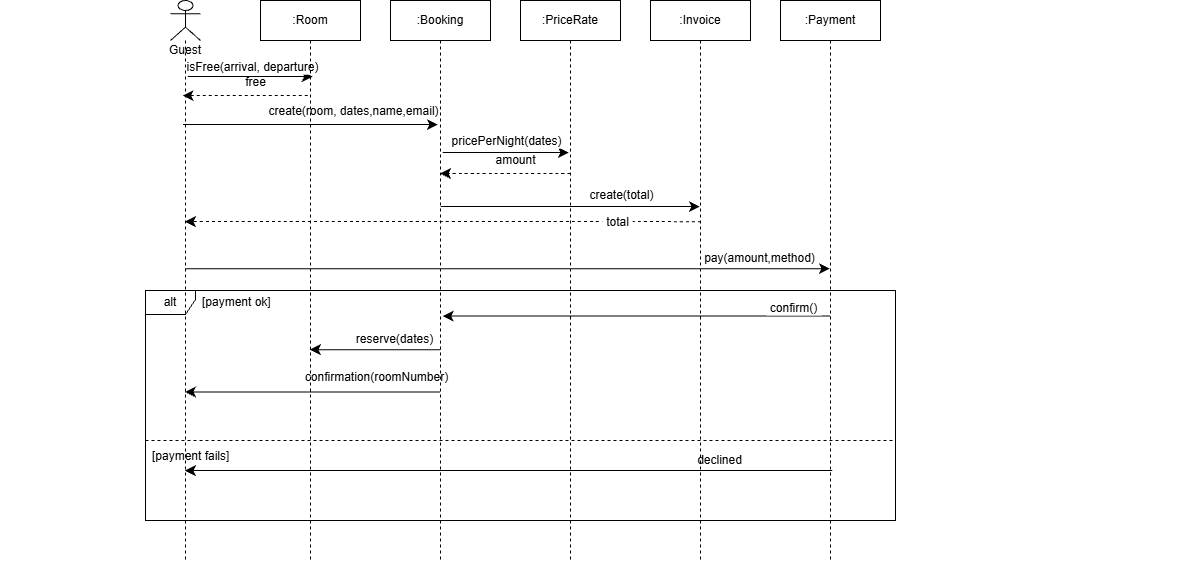 :Room
:Booking
:PriceRate
:Invoice
:Payment
Guest
isFree(arrival, departure)
free
create(room, dates,name,email)
pricePerNight(dates)
amount
create(total)
total
pay(amount,method)
alt
[payment ok]
confirm()
reserve(dates)
confirmation(roomNumber)
[payment fails]
declined